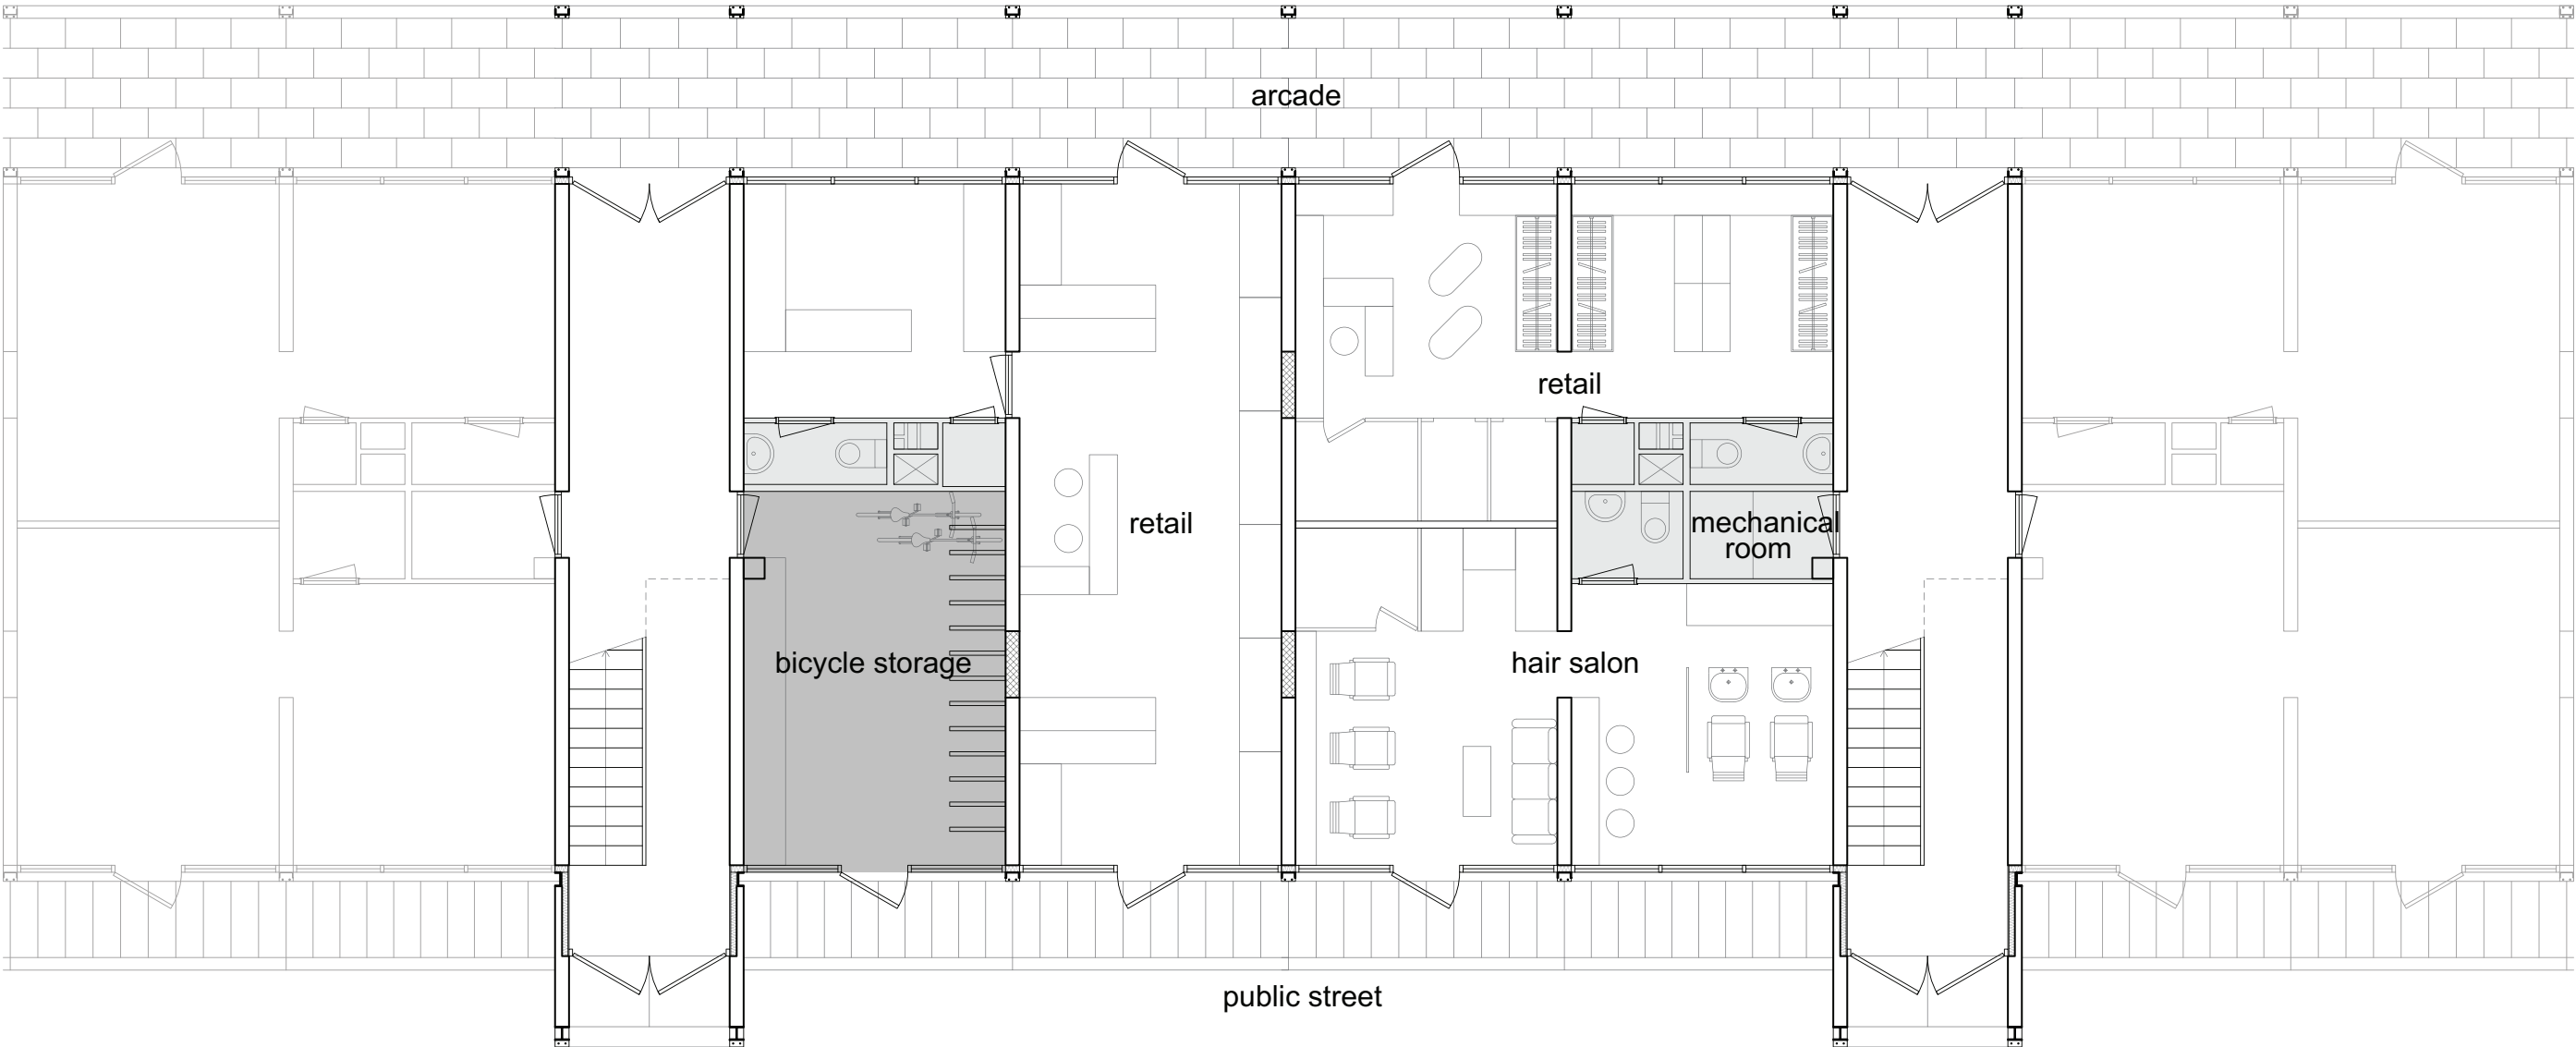 arcade
retail
retail
mechanical
room
bicycle storage
hair salon
public street